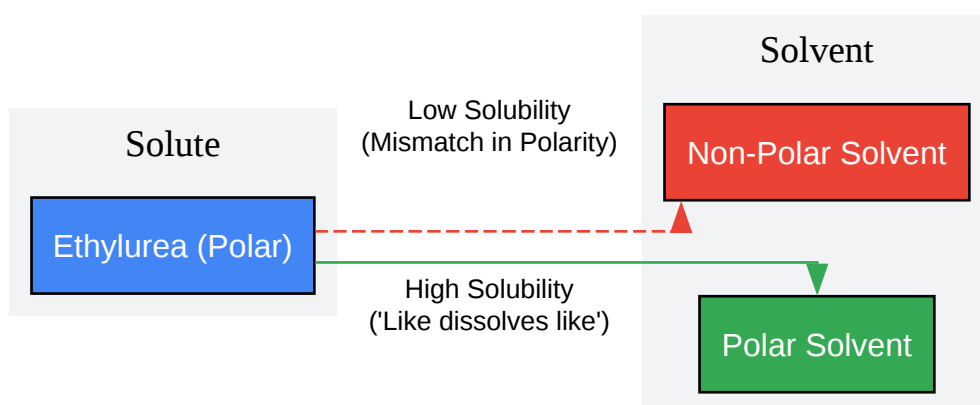 Solute
Ethylurea (Polar)
Low Solubility
(Mismatch in Polarity)
High Solubility
('Like dissolves like')
Solvent
Non-Polar Solvent
Polar Solvent